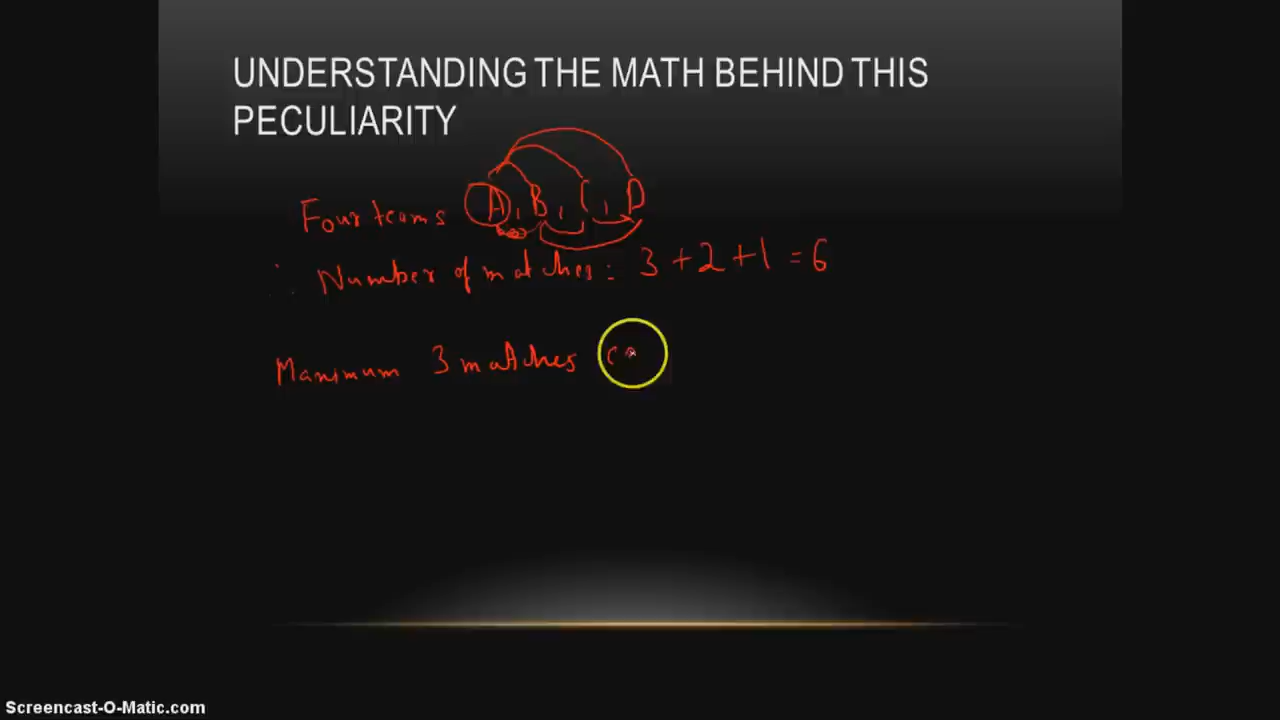 UNDERSTANDING THE MATH BEHIND THIS
PECULIARITY
Four teams A, B, C, D
∴ Number of matches: 3 + 2 + 1 = 6
Maximum 3 matches
Screencast-O-Matic.com